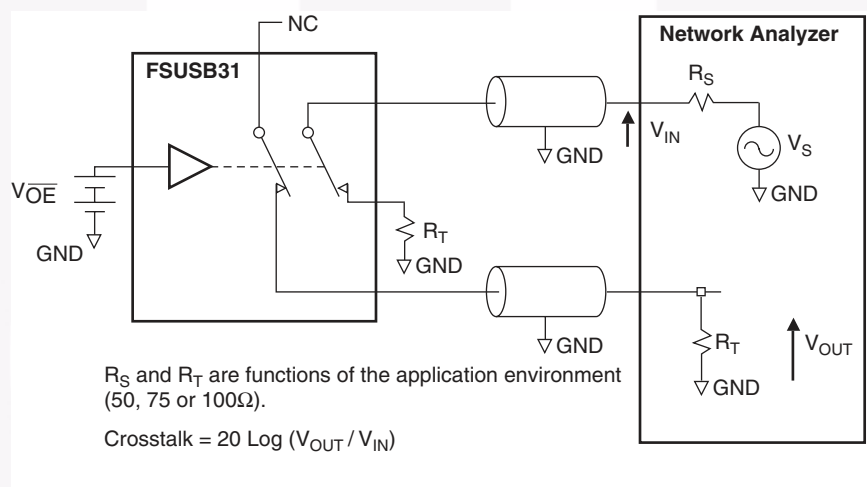 NC
Network Analyzer
FSUSB31
R_S
V_IN
V_S
GND
GND
V_OE
GND
R_T
GND
GND
R_T
V_OUT
GND
R_S and R_T are functions of the application environment
(50, 75 or 100Ω).
Crosstalk = 20 Log (V_OUT / V_IN)